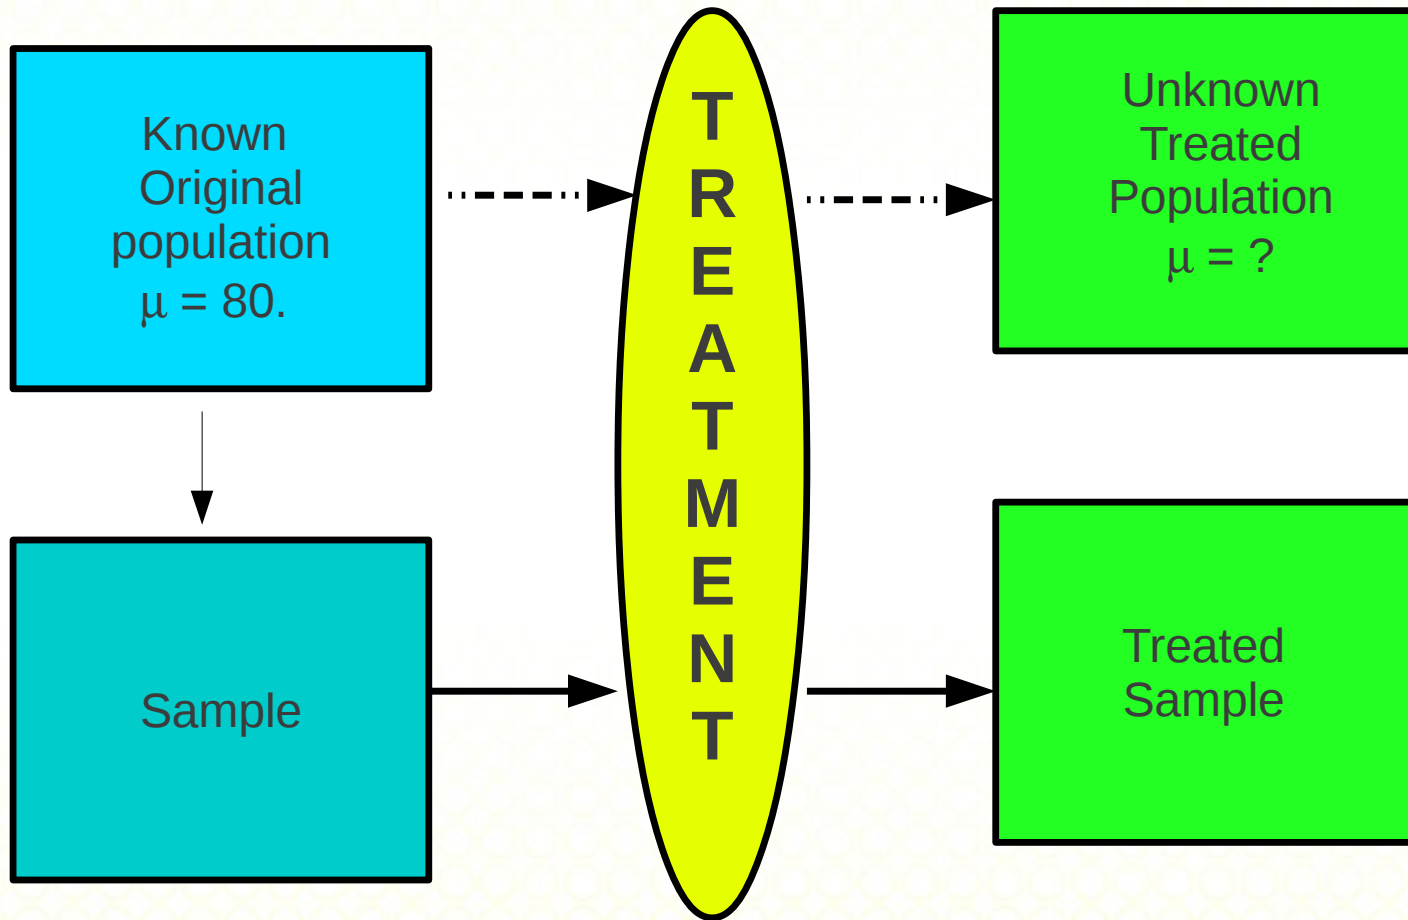 Known
Original
population
μ = 80.
T
R
E
A
T
M
E
N
T
Unknown
Treated
Population
μ = ?
Sample
Treated
Sample